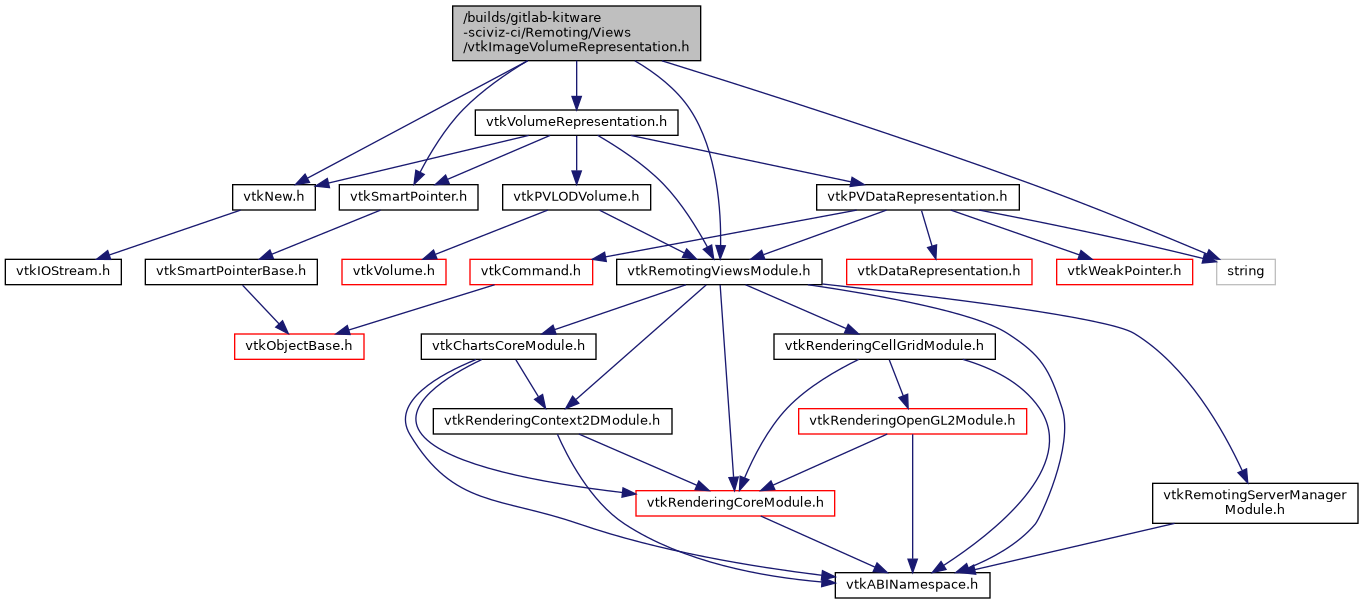 /builds/gitlab-kitware
-sciviz-ci/Remoting/Views
/vtkImageVolumeRepresentation.h
vtkVolumeRepresentation.h
vtkNew.h
vtkSmartPointer.h
vtkPVLODVolume.h
vtkPVDataRepresentation.h
vtkIOStream.h
vtkSmartPointerBase.h
vtkVolume.h
vtkCommand.h
vtkRemotingViewsModule.h
vtkDataRepresentation.h
vtkWeakPointer.h
string
vtkObjectBase.h
vtkChartsCoreModule.h
vtkRenderingCellGridModule.h
vtkRenderingContext2DModule.h
vtkRenderingOpenGL2Module.h
vtkRenderingCoreModule.h
vtkRemotingServerManager
Module.h
vtkABINamespace.h